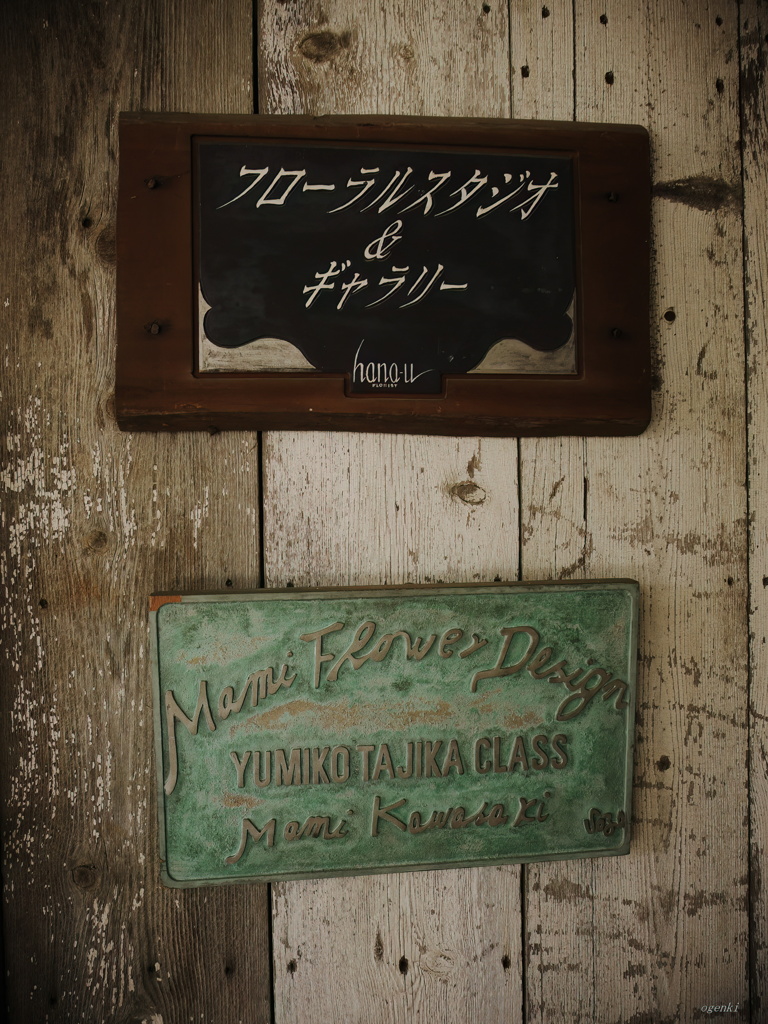 フローラルスタジオ
&
ギャラリー
hana-u
FLORIST
Mami Flower Design
YUMIKO TAJIKA CLASS
Mami Kawasaki
ogenki